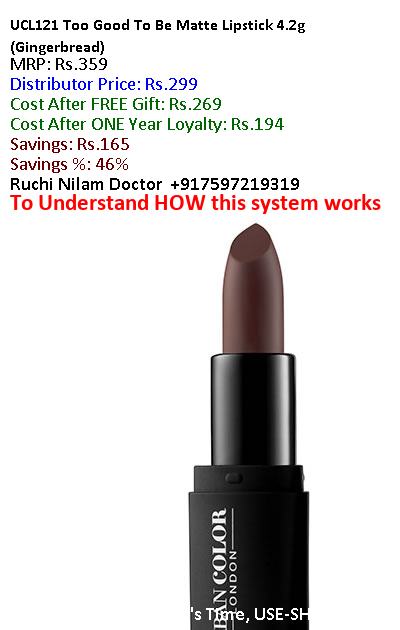 UCL121 Too Good To Be Matte Lipstick 4.2g
(Gingerbread)
MRP: Rs.359
Distributor Price: Rs.299
Cost After FREE Gift: Rs.269
Cost After ONE Year Loyalty: Rs.194
Savings: Rs.165
Savings %: 46%
Ruchi Nilam Doctor +917597219319
To Understand HOW this system works
BAN COLOR
LONDON
's Time, USE-SH